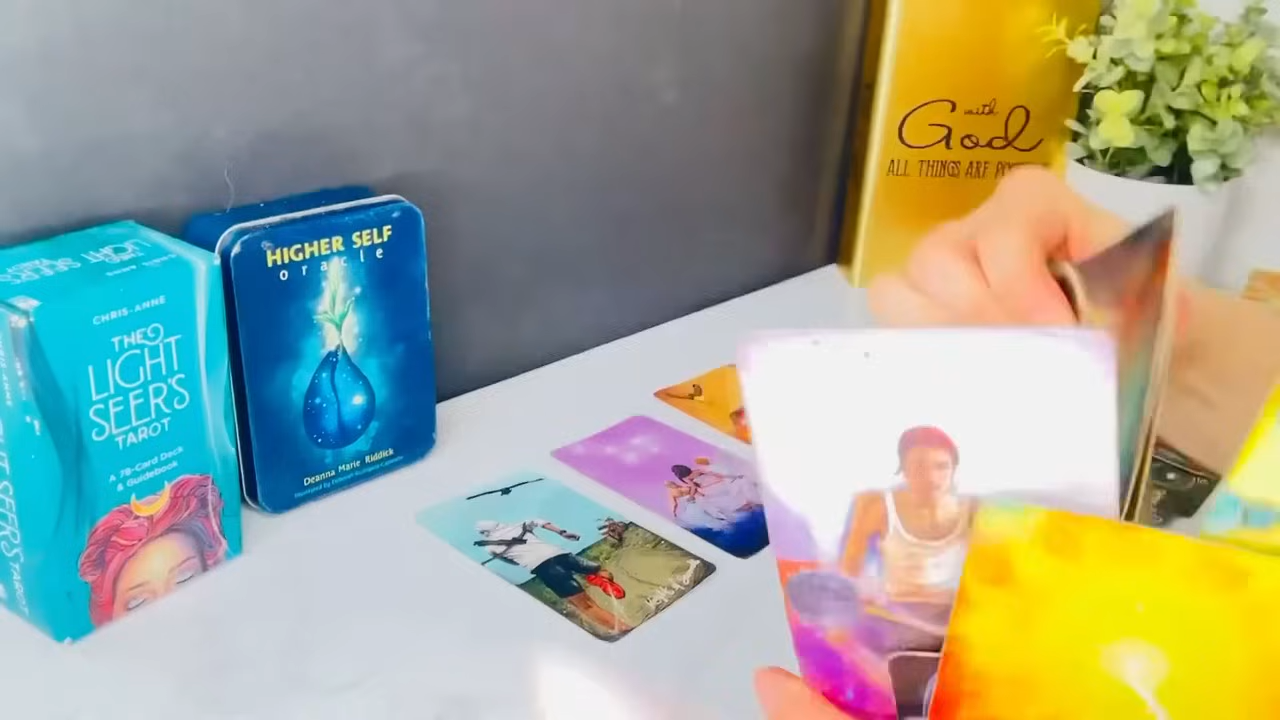 CHRIS-ANNE
THE
LIGHT
SEER'S
TAROT
A 78-Card Deck
& Guidebook
HIGHER SELF
oracle
Deanna Marie Riddick
with
God
ALL THINGS ARE